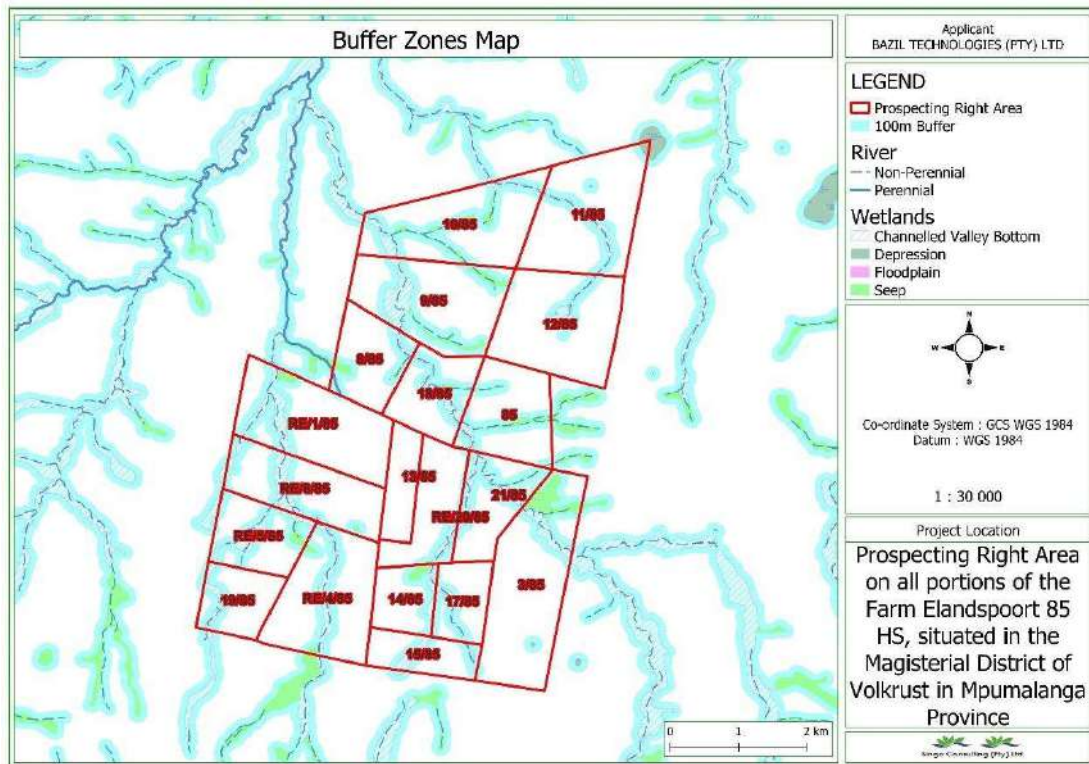 Buffer Zones Map
Applicant
BAZIL TECHNOLOGIES (PTY) LTD
LEGEND
Prospecting Right Area
100m Buffer
River
Non-Perennial
Perennial
Wetlands
Channelled Valley Bottom
Depression
Floodplain
Seep
N
W
E
S
Co-ordinate System : GCS WGS 1984
Datum : WGS 1984
1 : 30 000
Project Location
Prospecting Right Area
on all portions of the
Farm Elandspoort 85
HS, situated in the
Magisterial District of
Volkrust in Mpumalanga
Province
Singo Consulting (Pty) Ltd
10/85
11/85
9/85
12/85
8/85
18/85
85
RE/1/85
13/85
RE/6/85
21/85
RE/20/85
RE/5/85
3/85
19/85
RE/4/85
14/85
17/85
15/85
0 1 2 km